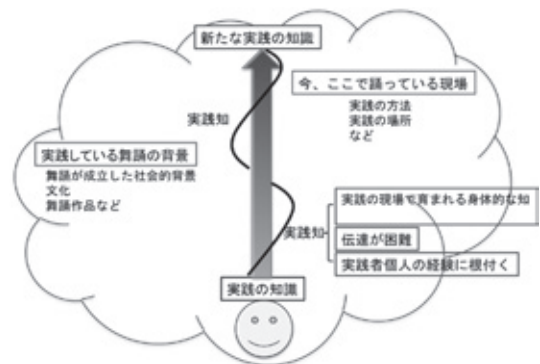 新たな実践の知識
今、ここで踊っている現場
実践の方法
実践の場所
など
実践知
実践している舞踊の背景
舞踊が成立した社会的背景
文化
舞踊作品など
実践の現場で育まれる身体的な知
実践知
伝達が困難
実践者個人の経験に根付く
実践の知識